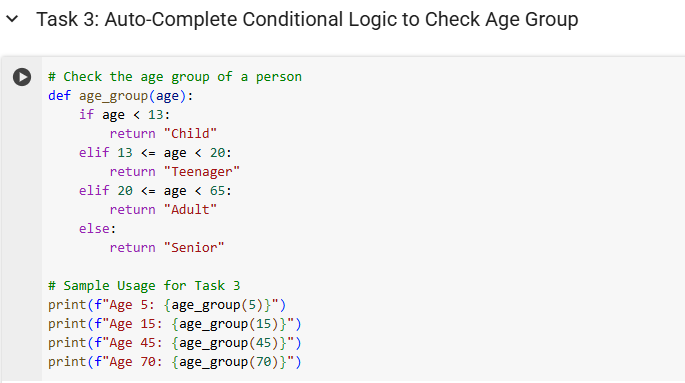 Task 3: Auto-Complete Conditional Logic to Check Age Group
# Check the age group of a person
def age_group(age):
    if age < 13:
        return "Child"
    elif 13 <= age < 20:
        return "Teenager"
    elif 20 <= age < 65:
        return "Adult"
    else:
        return "Senior"

# Sample Usage for Task 3
print(f"Age 5: {age_group(5)}")
print(f"Age 15: {age_group(15)}")
print(f"Age 45: {age_group(45)}")
print(f"Age 70: {age_group(70)}")